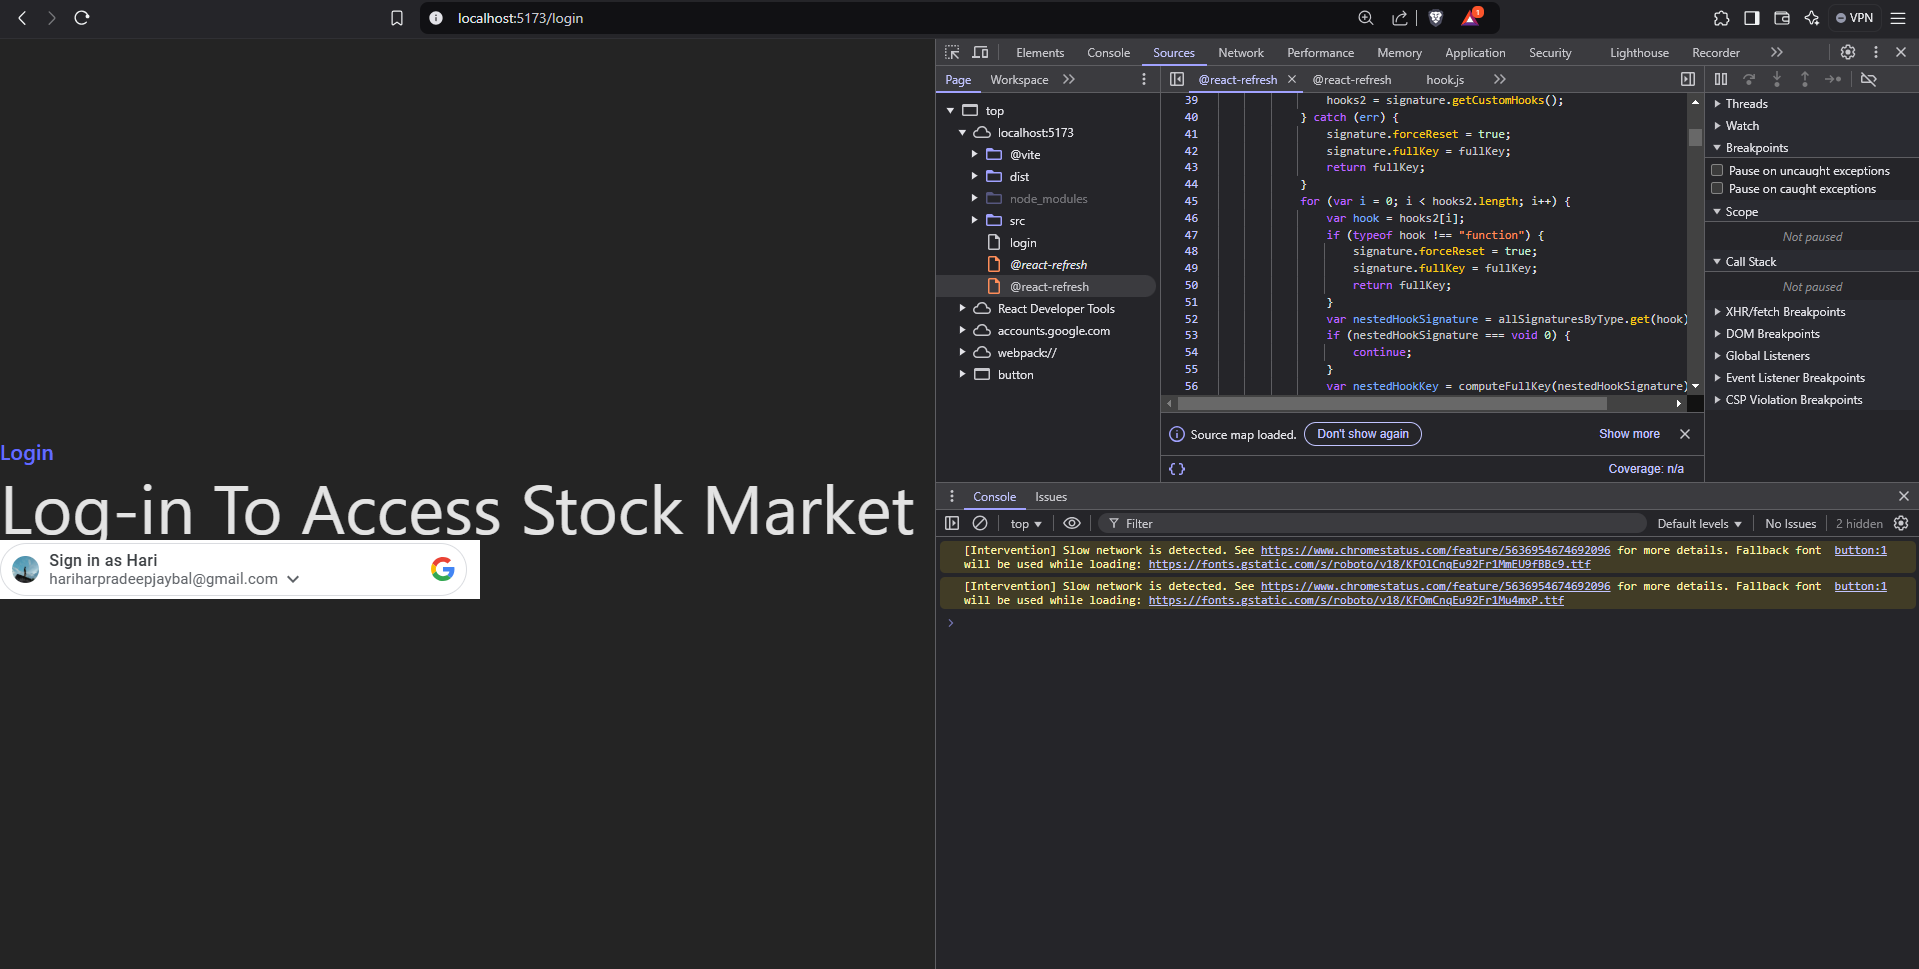 localhost:5173/login
1
VPN
Elements Console Sources Network Performance Memory Application Security Lighthouse Recorder
Page Workspace
top
localhost:5173
@vite
dist
node_modules
src
login
@react-refresh
@react-refresh
React Developer Tools
accounts.google.com
webpack://
button
@react-refresh @react-refresh hook.js
39 hooks2 = signature.getCustomHooks();
40 } catch (err) {
41 signature.forceReset = true;
42 signature.fullKey = fullKey;
43 return fullKey;
44 }
45 for (var i = 0; i < hooks2.length; i++) {
46 var hook = hooks2[i];
47 if (typeof hook !== "function") {
48 signature.forceReset = true;
49 signature.fullKey = fullKey;
50 return fullKey;
51 }
52 var nestedHookSignature = allSignaturesByType.get(hook)
53 if (nestedHookSignature === void 0) {
54 continue;
55 }
56 var nestedHookKey = computeFullKey(nestedHookSignature)
Source map loaded. Don't show again Show more
{} Coverage: n/a
Threads
Watch
Breakpoints
Pause on uncaught exceptions
Pause on caught exceptions
Scope
Not paused
Call Stack
Not paused
XHR/fetch Breakpoints
DOM Breakpoints
Global Listeners
Event Listener Breakpoints
CSP Violation Breakpoints
Login
Log-in To Access Stock Market
Sign in as Hari
hariharpradeepjaybal@gmail.com
Console Issues
top Filter Default levels No Issues 2 hidden
[Intervention] Slow network is detected. See https://www.chromestatus.com/feature/5636954674692096 for more details. Fallback font button:1
will be used while loading: https://fonts.gstatic.com/s/roboto/v18/KFOlCnqEu92Fr1MmEU9fBBc9.ttf
[Intervention] Slow network is detected. See https://www.chromestatus.com/feature/5636954674692096 for more details. Fallback font button:1
will be used while loading: https://fonts.gstatic.com/s/roboto/v18/KFOmCnqEu92Fr1Mu4mxP.ttf